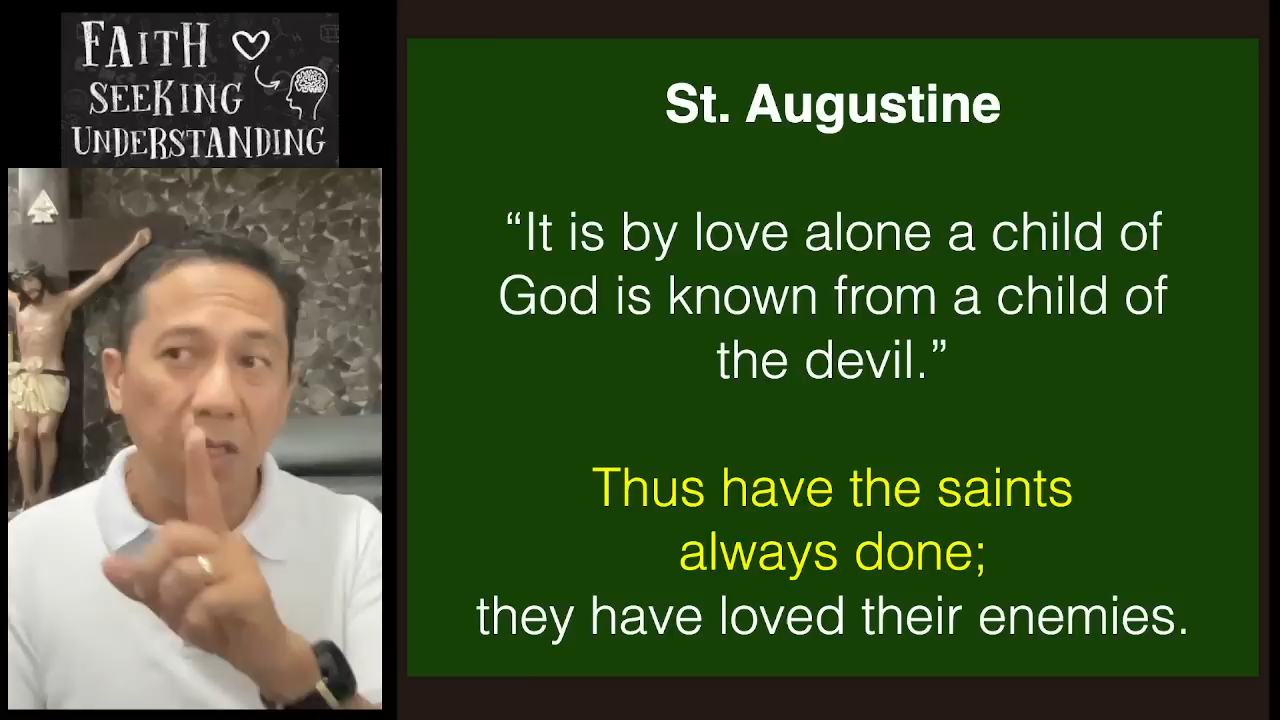 FAITH
SEEKING
UNDERSTANDING
St. Augustine
“It is by love alone a child of
God is known from a child of
the devil.”
Thus have the saints
always done;
they have loved their enemies.